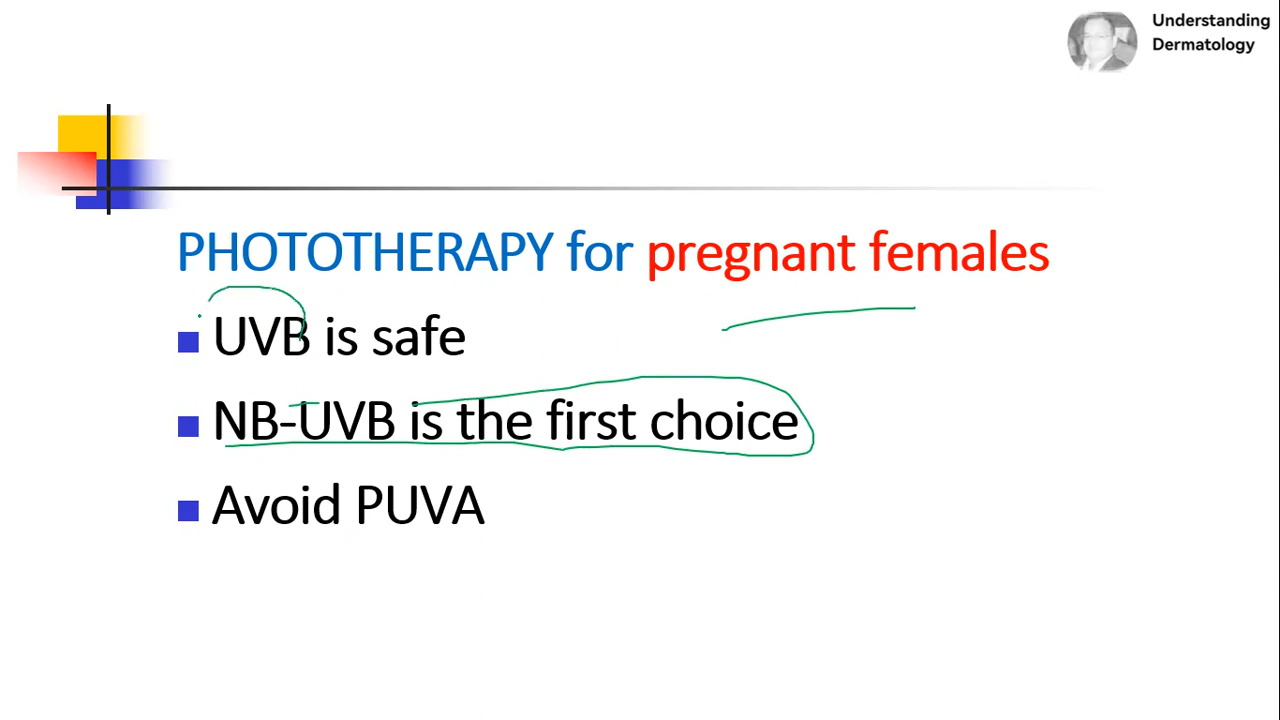 Understanding
Dermatology
PHOTOTHERAPY for pregnant females
UVB is safe
NB-UVB is the first choice
Avoid PUVA